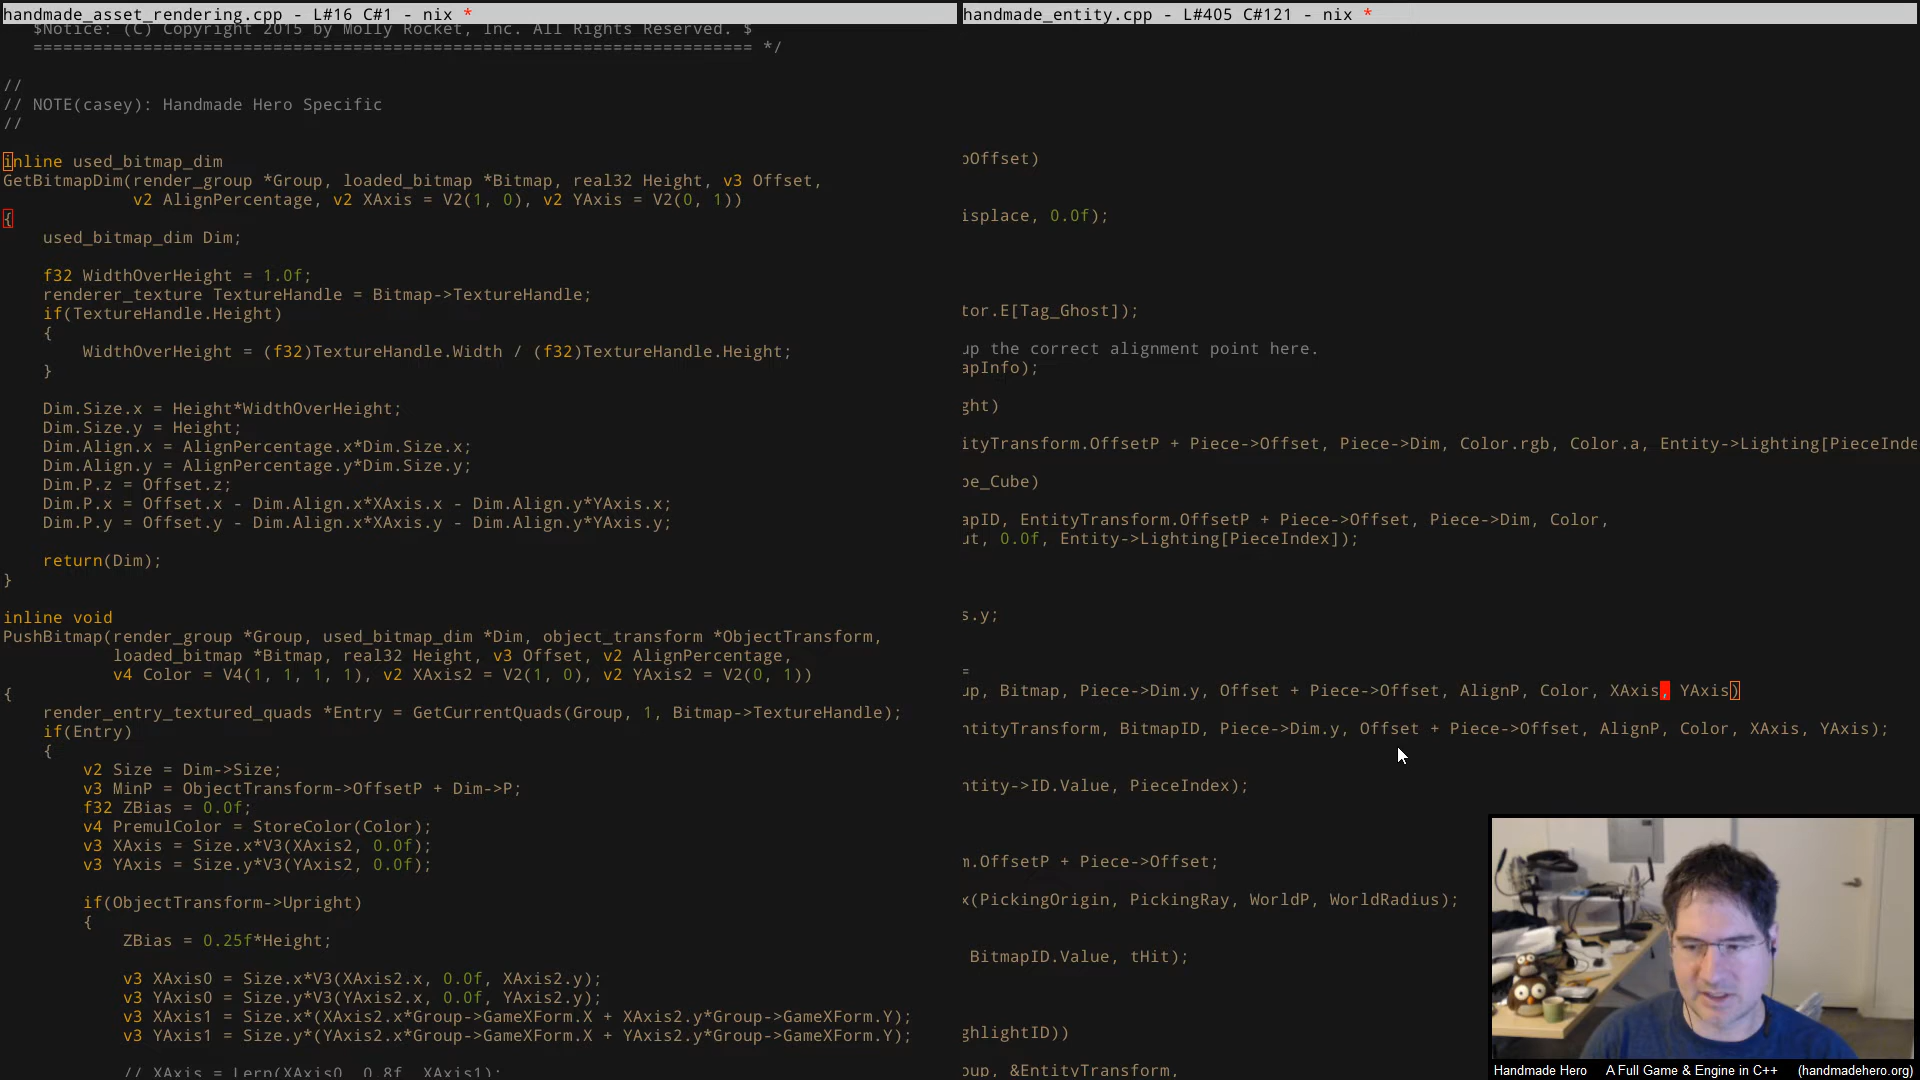 handmade_asset_rendering.cpp - L#16 C#1 - nix *
$Notice: (C) Copyright 2015 by Molly Rocket, Inc. All Rights Reserved. $
======================================================================== */
//
// NOTE(casey): Handmade Hero Specific
//
inline used_bitmap_dim
GetBitmapDim(render_group *Group, loaded_bitmap *Bitmap, real32 Height, v3 Offset,
v2 AlignPercentage, v2 XAxis = V2(1, 0), v2 YAxis = V2(0, 1))
{
used_bitmap_dim Dim;
f32 WidthOverHeight = 1.0f;
renderer_texture TextureHandle = Bitmap->TextureHandle;
if(TextureHandle.Height)
{
WidthOverHeight = (f32)TextureHandle.Width / (f32)TextureHandle.Height;
}
Dim.Size.x = Height*WidthOverHeight;
Dim.Size.y = Height;
Dim.Align.x = AlignPercentage.x*Dim.Size.x;
Dim.Align.y = AlignPercentage.y*Dim.Size.y;
Dim.P.z = Offset.z;
Dim.P.x = Offset.x - Dim.Align.x*XAxis.x - Dim.Align.y*YAxis.x;
Dim.P.y = Offset.y - Dim.Align.x*XAxis.y - Dim.Align.y*YAxis.y;
return(Dim);
}
inline void
PushBitmap(render_group *Group, used_bitmap_dim *Dim, object_transform *ObjectTransform,
loaded_bitmap *Bitmap, real32 Height, v3 Offset, v2 AlignPercentage,
v4 Color = V4(1, 1, 1, 1), v2 XAxis2 = V2(1, 0), v2 YAxis2 = V2(0, 1))
{
render_entry_textured_quads *Entry = GetCurrentQuads(Group, 1, Bitmap->TextureHandle);
if(Entry)
{
v2 Size = Dim->Size;
v3 MinP = ObjectTransform->OffsetP + Dim->P;
f32 ZBias = 0.0f;
v4 PremulColor = StoreColor(Color);
v3 XAxis = Size.x*V3(XAxis2, 0.0f);
v3 YAxis = Size.y*V3(YAxis2, 0.0f);
if(ObjectTransform->Upright)
{
ZBias = 0.25f*Height;
v3 XAxis0 = Size.x*V3(XAxis2.x, 0.0f, XAxis2.y);
v3 YAxis0 = Size.y*V3(YAxis2.x, 0.0f, YAxis2.y);
v3 XAxis1 = Size.x*(XAxis2.x*Group->GameXForm.X + XAxis2.y*Group->GameXForm.Y);
v3 YAxis1 = Size.y*(YAxis2.x*Group->GameXForm.X + YAxis2.y*Group->GameXForm.Y);
// XAxis = Lerp(XAxis0, 0.8f, XAxis1);
handmade_entity.cpp - L#405 C#121 - nix *
oOffset)
isplace, 0.0f);
tor.E[Tag_Ghost]);
up the correct alignment point here.
apInfo);
ght)
ityTransform.OffsetP + Piece->Offset, Piece->Dim, Color.rgb, Color.a, Entity->Lighting[PieceInde
pe_Cube)
apID, EntityTransform.OffsetP + Piece->Offset, Piece->Dim, Color,
ut, 0.0f, Entity->Lighting[PieceIndex]);
s.y;
=
up, Bitmap, Piece->Dim.y, Offset + Piece->Offset, AlignP, Color, XAxis, YAxis)
ntityTransform, BitmapID, Piece->Dim.y, Offset + Piece->Offset, AlignP, Color, XAxis, YAxis);
ntity->ID.Value, PieceIndex);
m.OffsetP + Piece->Offset;
x(PickingOrigin, PickingRay, WorldP, WorldRadius);
BitmapID.Value, tHit);
ghlightID))
oup, &EntityTransform,
Handmade Hero A Full Game & Engine in C++ (handmadehero.org)